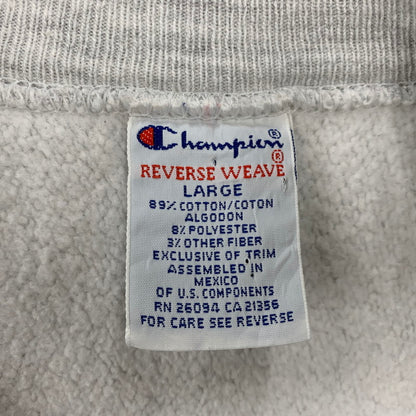 Champion®
REVERSE WEAVE®
LARGE
89% COTTON/COTON
ALGODON
8% POLYESTER
3% OTHER FIBER
EXCLUSIVE OF TRIM
ASSEMBLED IN
MEXICO
OF U.S. COMPONENTS
RN 26094 CA 21356
FOR CARE SEE REVERSE